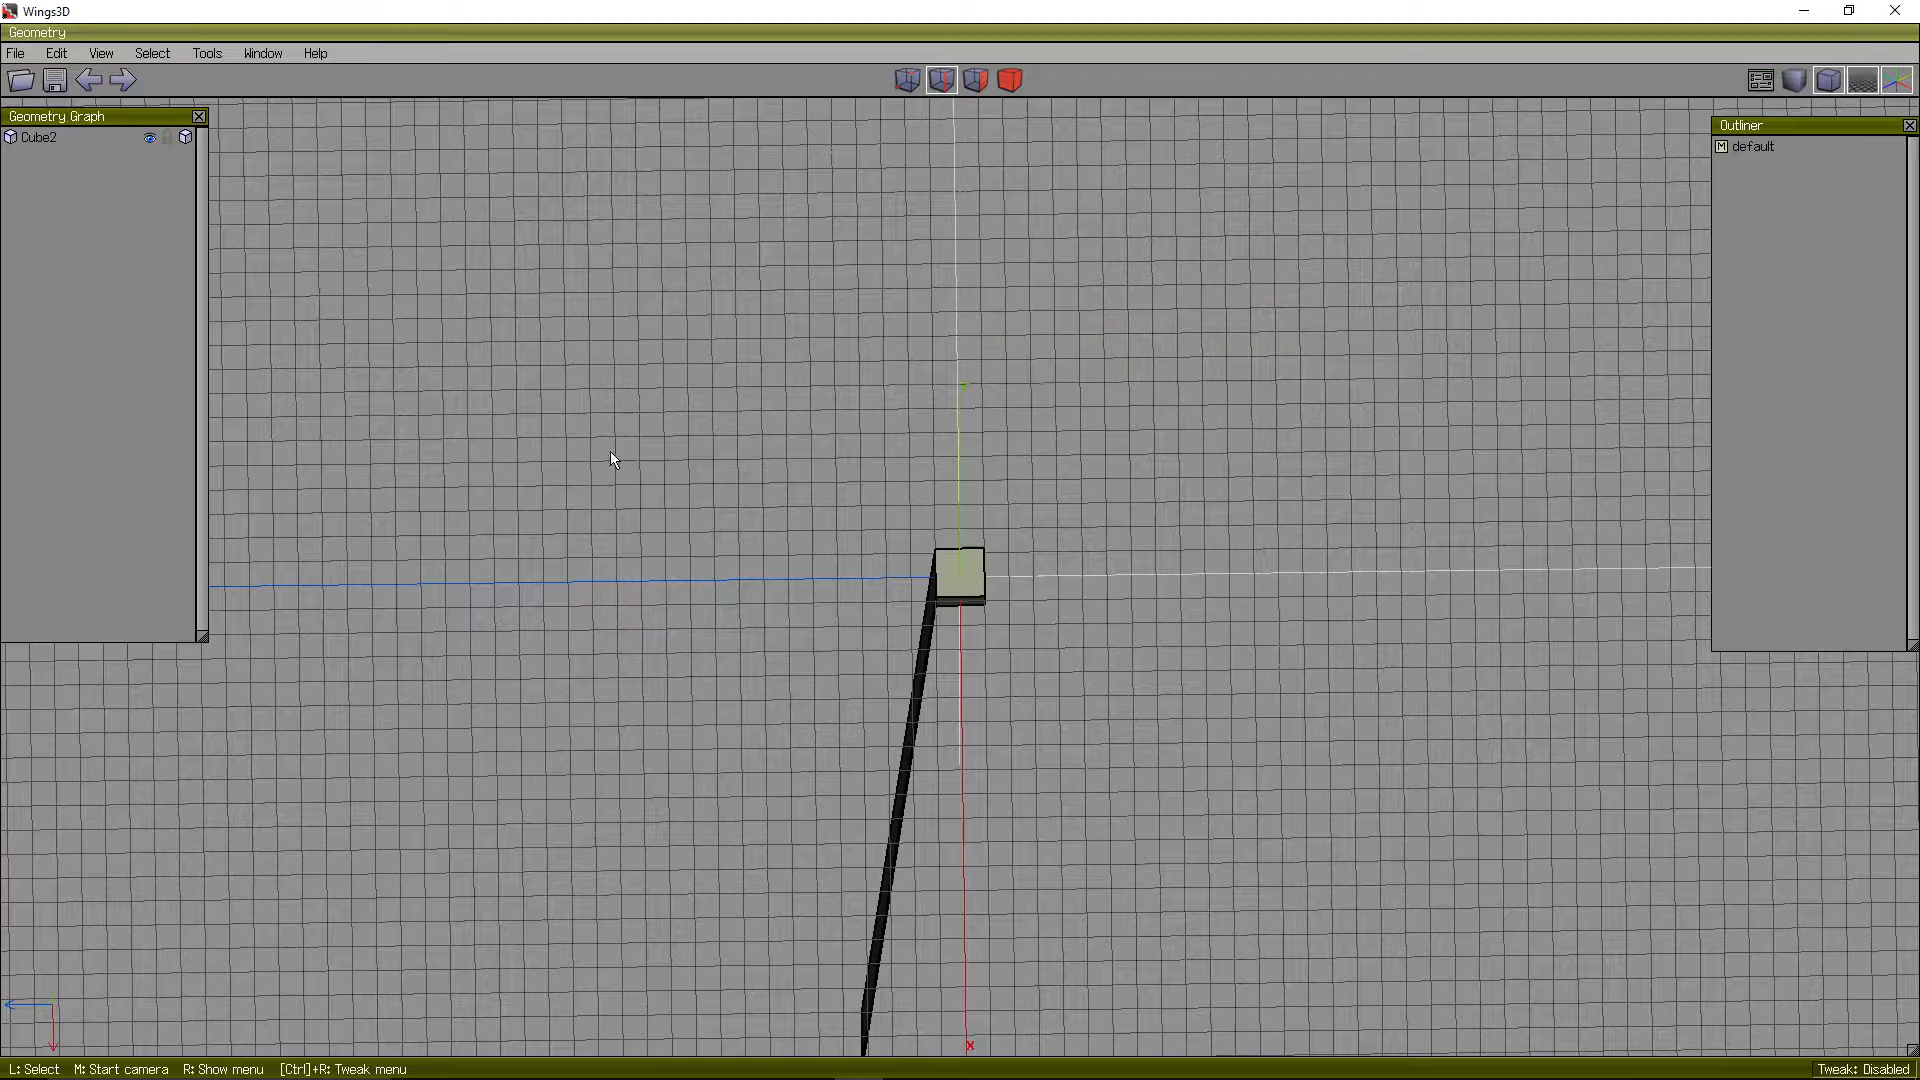 Wings3D
Geometry
File Edit View Select Tools Window Help
Geometry Graph
Cube2
Outliner
M default
x
L: Select M: Start camera R: Show menu [Ctrl]+R: Tweak menu
Tweak: Disabled